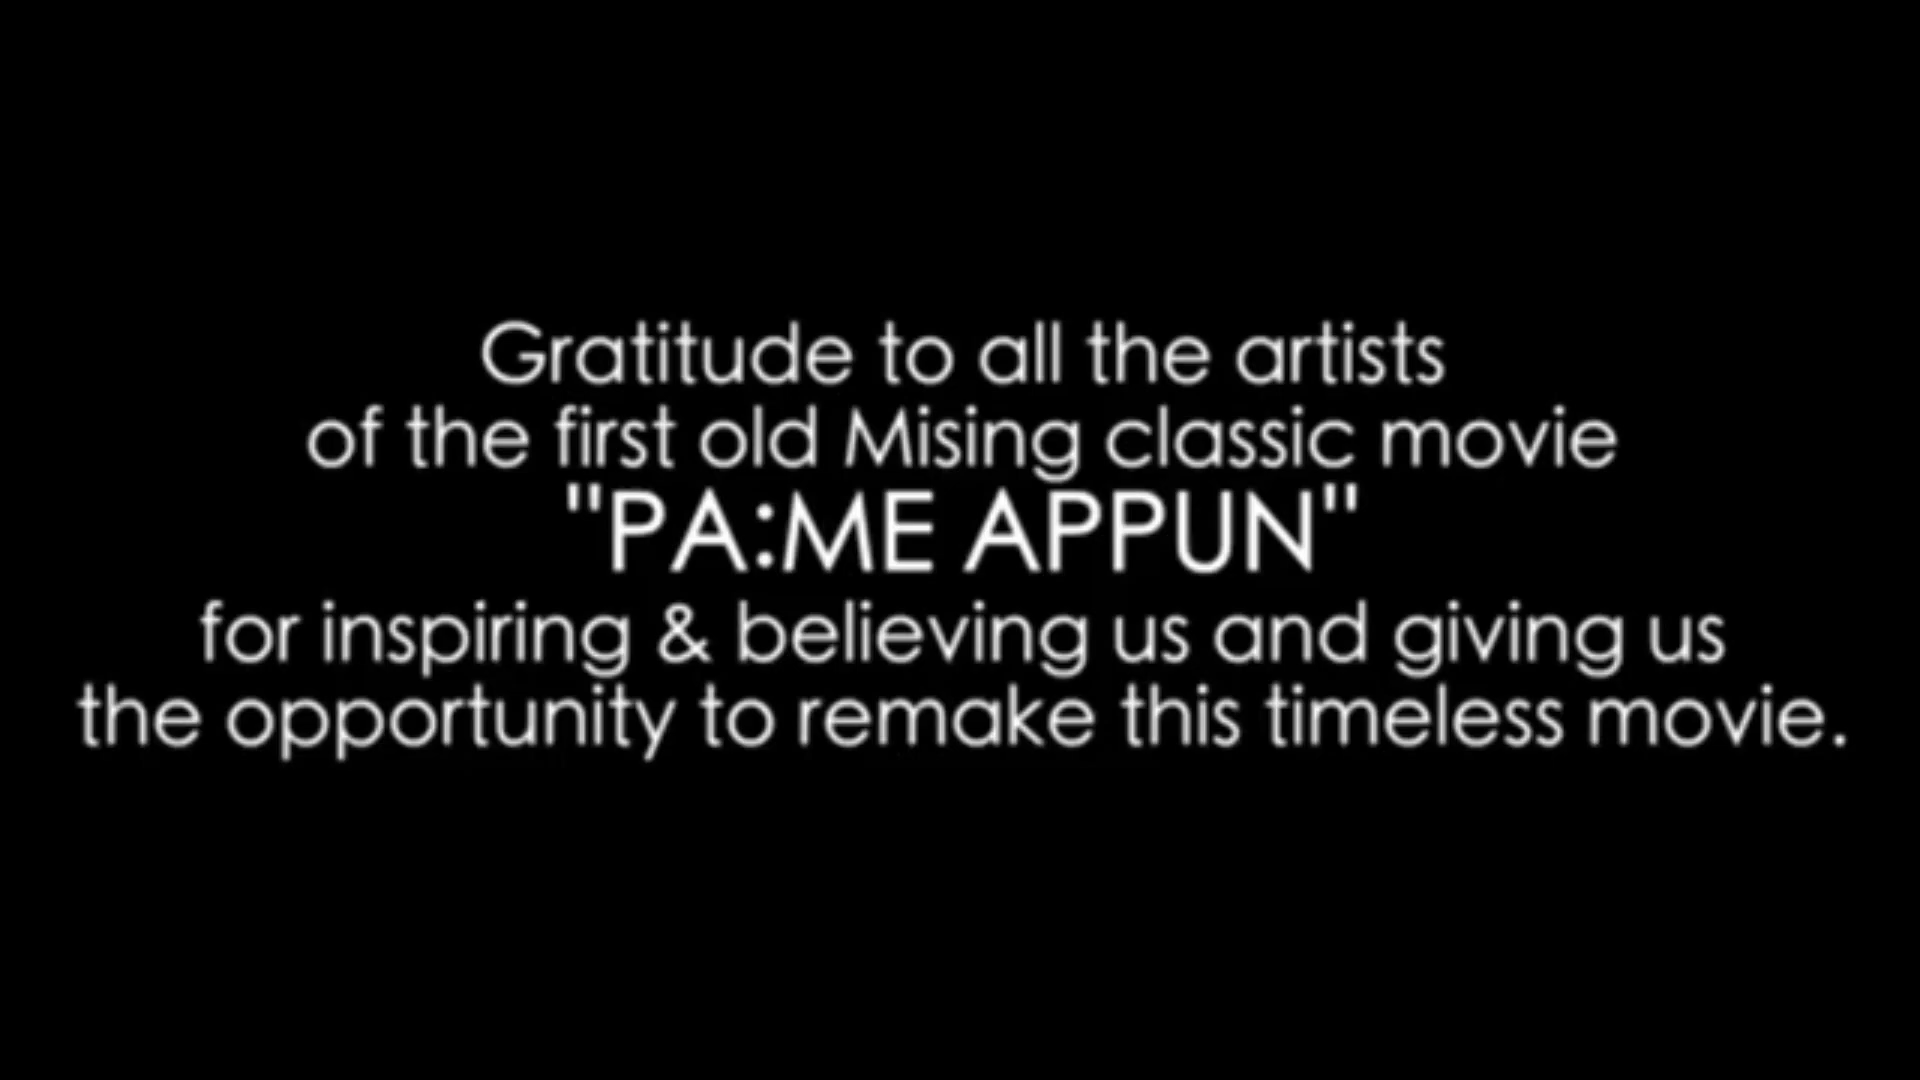 Gratitude to all the artists
of the first old Mising classic movie
"PA:ME APPUN"
for inspiring & believing us and giving us
the opportunity to remake this timeless movie.